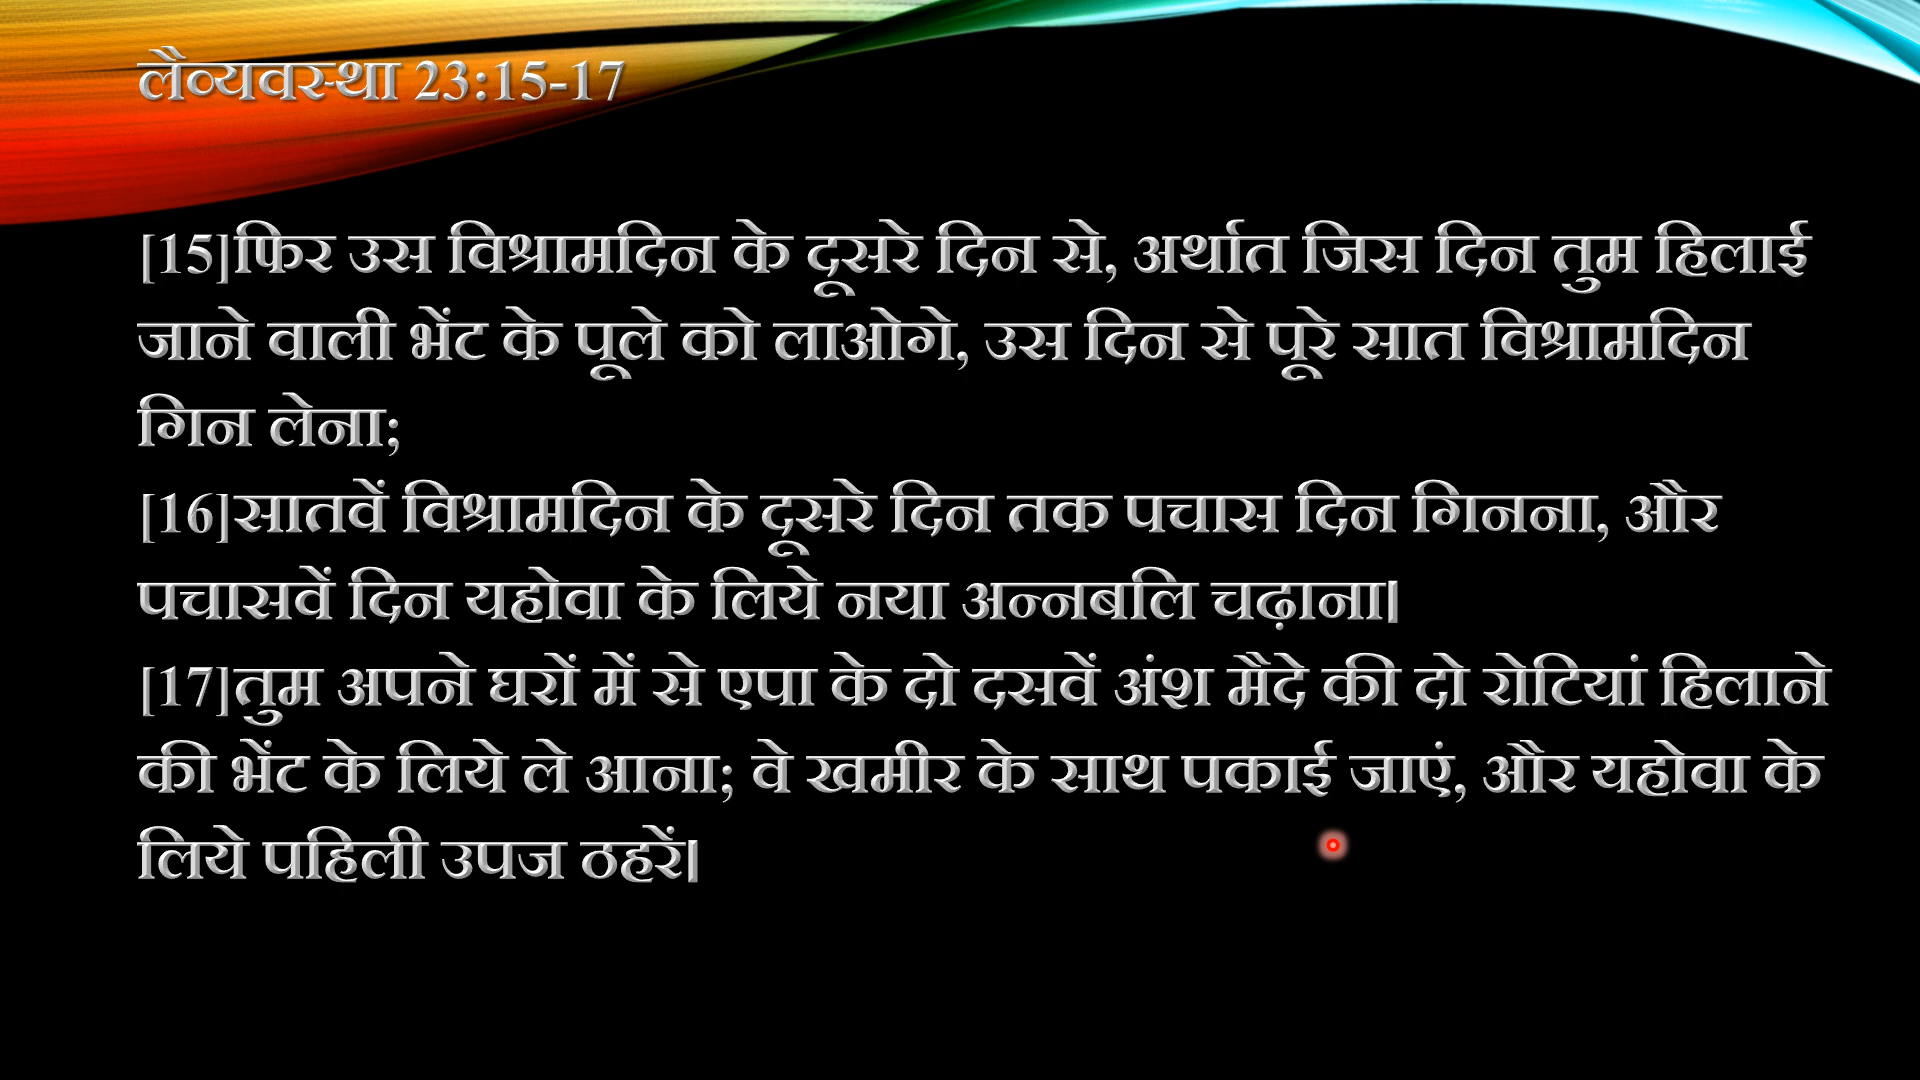 लैव्यवस्था 23:15-17
[15]फिर उस विश्रामदिन के दूसरे दिन से, अर्थात जिस दिन तुम हिलाई
जाने वाली भेंट के पूले को लाओगे, उस दिन से पूरे सात विश्रामदिन
गिन लेना;
[16]सातवें विश्रामदिन के दूसरे दिन तक पचास दिन गिनना, और
पचासवें दिन यहोवा के लिये नया अन्नबलि चढ़ाना।
[17]तुम अपने घरों में से एपा के दो दसवें अंश मैदे की दो रोटियां हिलाने
की भेंट के लिये ले आना; वे खमीर के साथ पकाई जाएं, और यहोवा के
लिये पहिली उपज ठहरें।